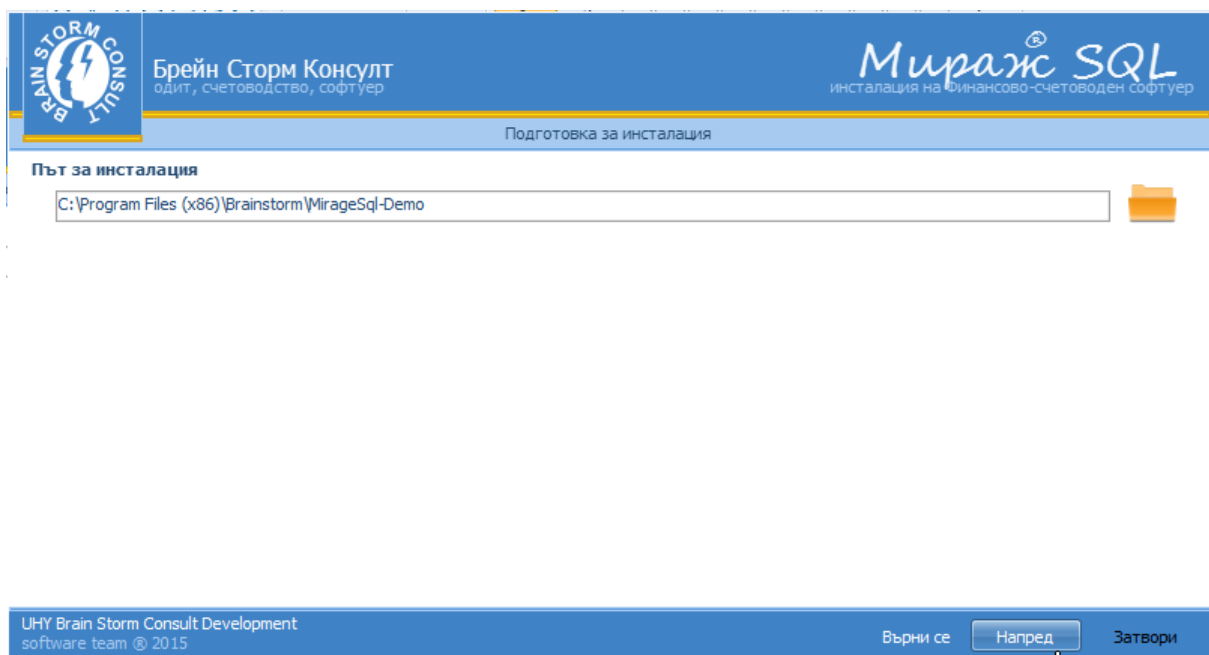 BRAIN STORM CONSULT
Брейн Сторм Консулт
одит, счетоводство, софтуер
Мираж SQL ®
инсталация на Финансово-счетоводен софтуер
Подготовка за инсталация
Път за инсталация
C:\Program Files (x86)\Brainstorm\MirageSql-Demo
UHY Brain Storm Consult Development
software team ® 2015
Върни се Напред Затвори